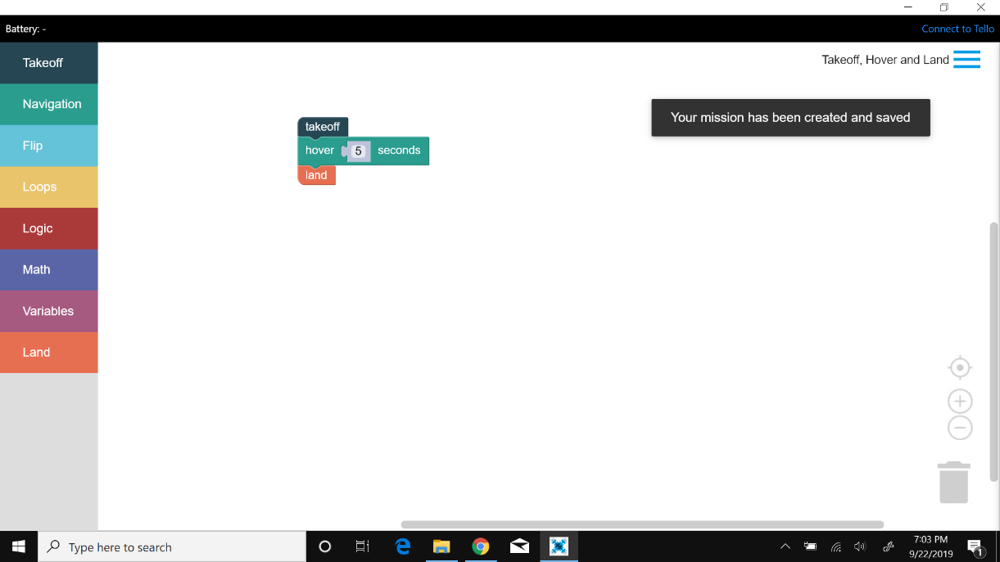 Battery: -
Connect to Tello
Takeoff
Navigation
Flip
Loops
Logic
Math
Variables
Land
Takeoff, Hover and Land
Your mission has been created and saved
takeoff
hover 5 seconds
land
Type here to search
7:03 PM
9/22/2019
1